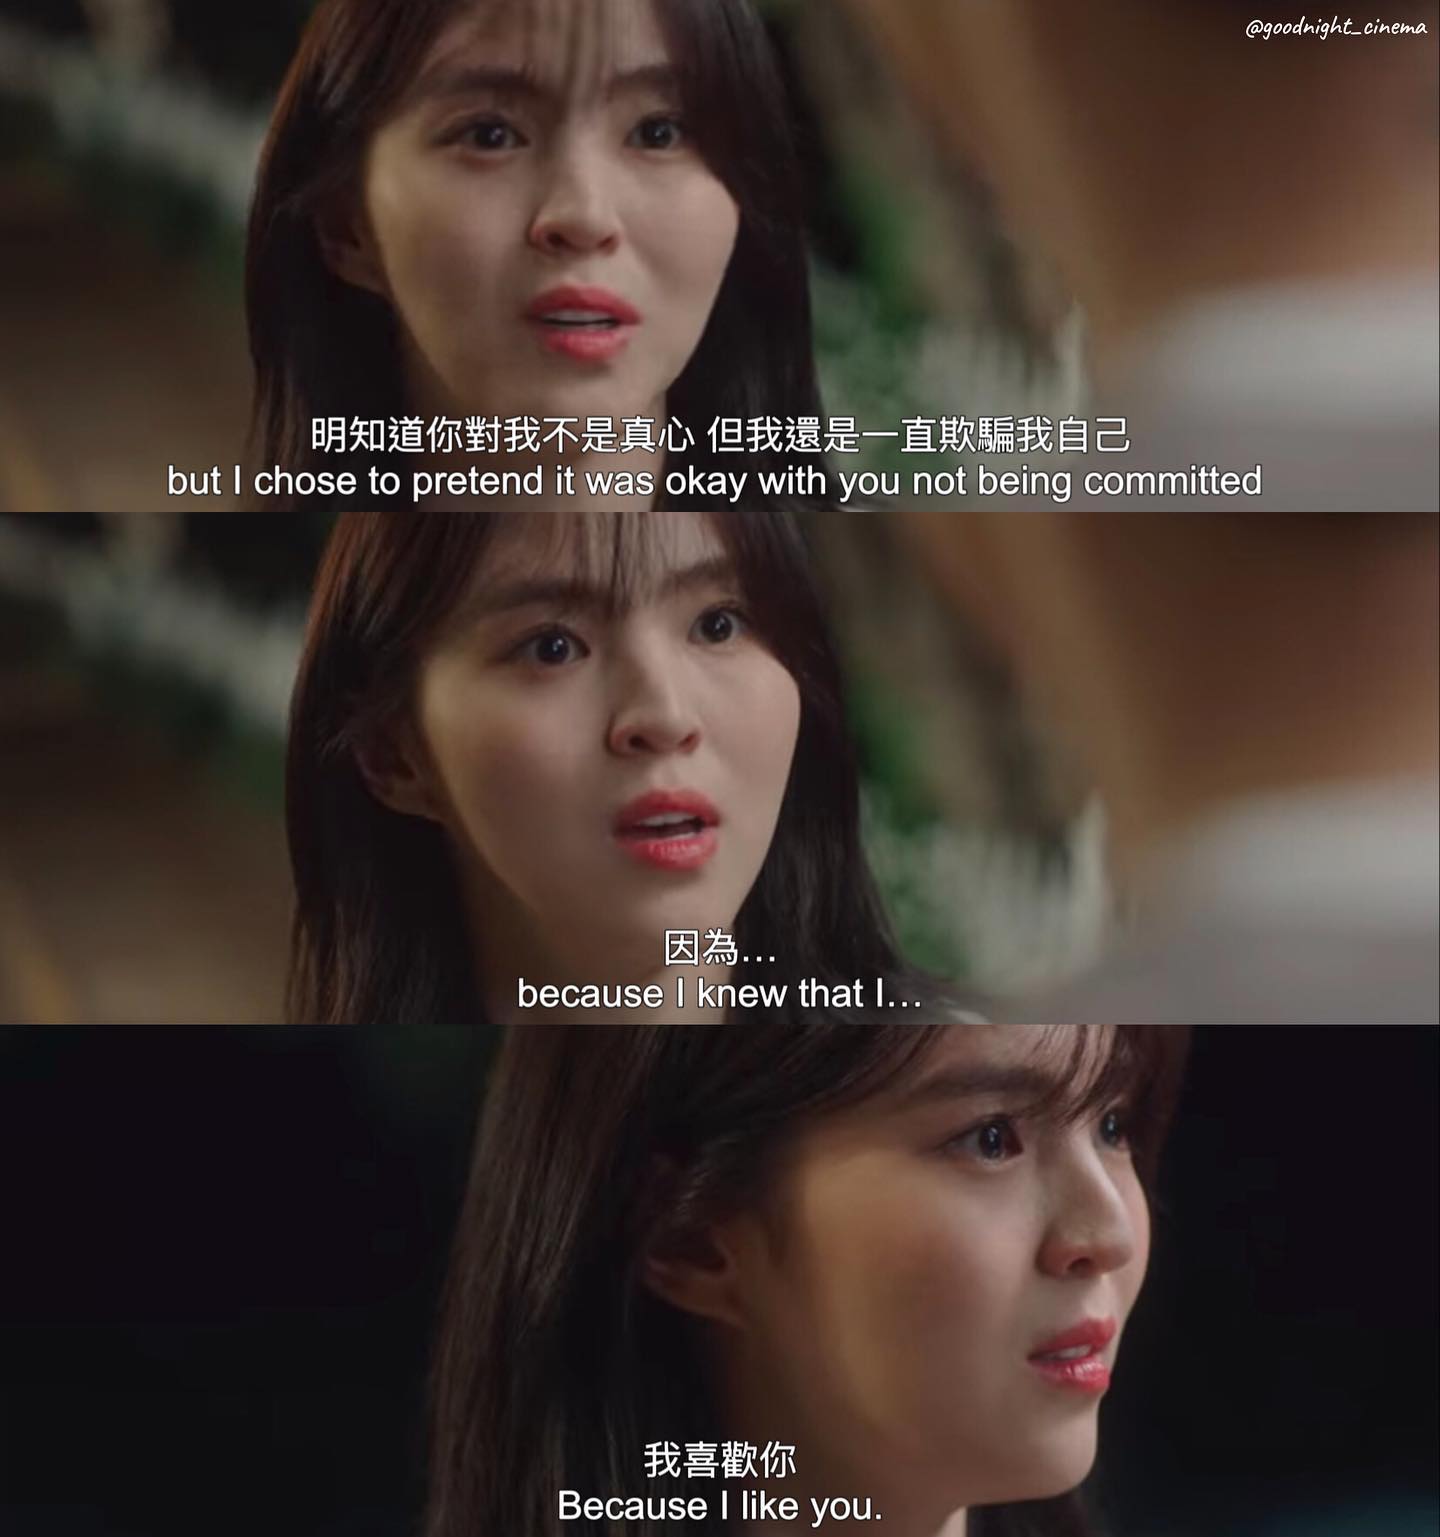 @goodnight_cinema
明知道你對我不是真心 但我還是一直欺騙我自己
but I chose to pretend it was okay with you not being committed
因為…
because I knew that I…
我喜歡你
Because I like you.